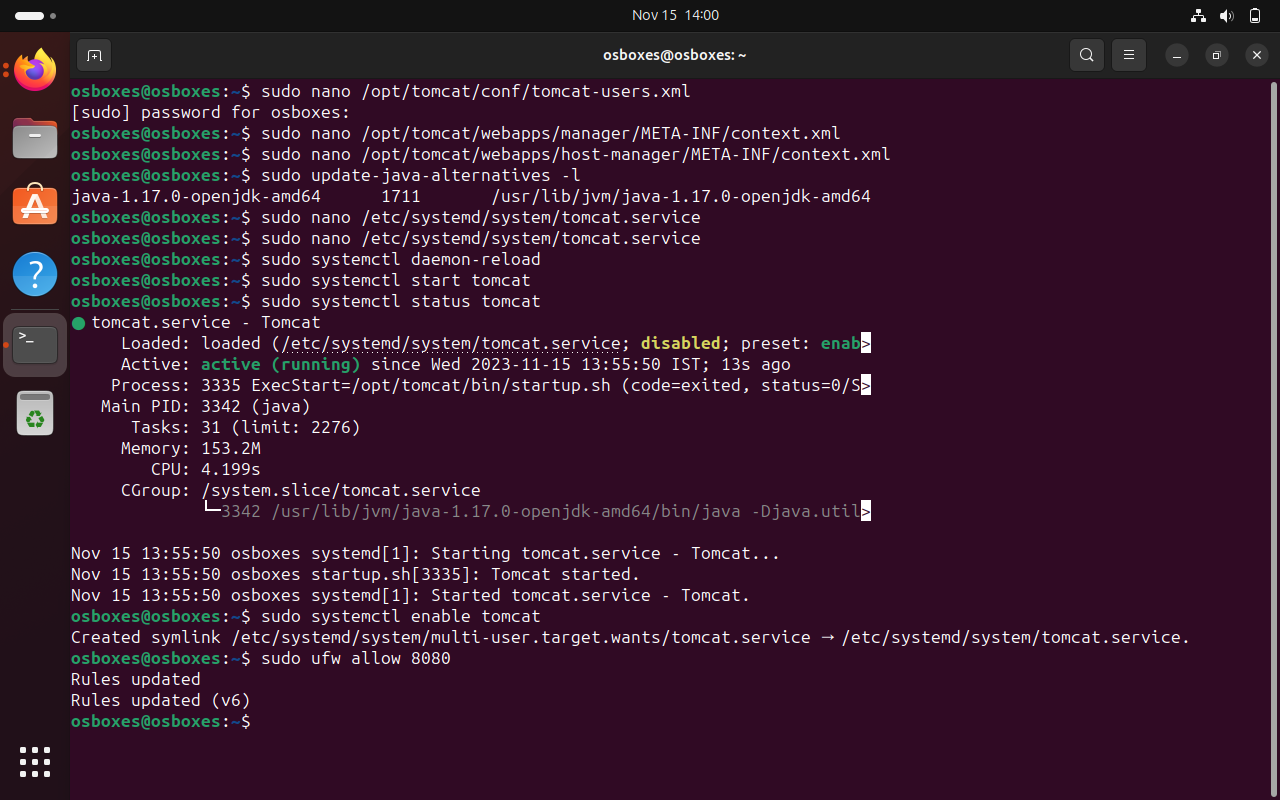 Nov 15 14:00
osboxes@osboxes: ~
osboxes@osboxes:~$ sudo nano /opt/tomcat/conf/tomcat-users.xml
[sudo] password for osboxes:
osboxes@osboxes:~$ sudo nano /opt/tomcat/webapps/manager/META-INF/context.xml
osboxes@osboxes:~$ sudo nano /opt/tomcat/webapps/host-manager/META-INF/context.xml
osboxes@osboxes:~$ sudo update-java-alternatives -l
java-1.17.0-openjdk-amd64      1711       /usr/lib/jvm/java-1.17.0-openjdk-amd64
osboxes@osboxes:~$ sudo nano /etc/systemd/system/tomcat.service
osboxes@osboxes:~$ sudo nano /etc/systemd/system/tomcat.service
osboxes@osboxes:~$ sudo systemctl daemon-reload
osboxes@osboxes:~$ sudo systemctl start tomcat
osboxes@osboxes:~$ sudo systemctl status tomcat
● tomcat.service - Tomcat
     Loaded: loaded (/etc/systemd/system/tomcat.service; disabled; preset: enab>
     Active: active (running) since Wed 2023-11-15 13:55:50 IST; 13s ago
    Process: 3335 ExecStart=/opt/tomcat/bin/startup.sh (code=exited, status=0/S>
   Main PID: 3342 (java)
      Tasks: 31 (limit: 2276)
     Memory: 153.2M
        CPU: 4.199s
     CGroup: /system.slice/tomcat.service
             └─3342 /usr/lib/jvm/java-1.17.0-openjdk-amd64/bin/java -Djava.util>
Nov 15 13:55:50 osboxes systemd[1]: Starting tomcat.service - Tomcat...
Nov 15 13:55:50 osboxes startup.sh[3335]: Tomcat started.
Nov 15 13:55:50 osboxes systemd[1]: Started tomcat.service - Tomcat.
osboxes@osboxes:~$ sudo systemctl enable tomcat
Created symlink /etc/systemd/system/multi-user.target.wants/tomcat.service → /etc/systemd/system/tomcat.service.
osboxes@osboxes:~$ sudo ufw allow 8080
Rules updated
Rules updated (v6)
osboxes@osboxes:~$